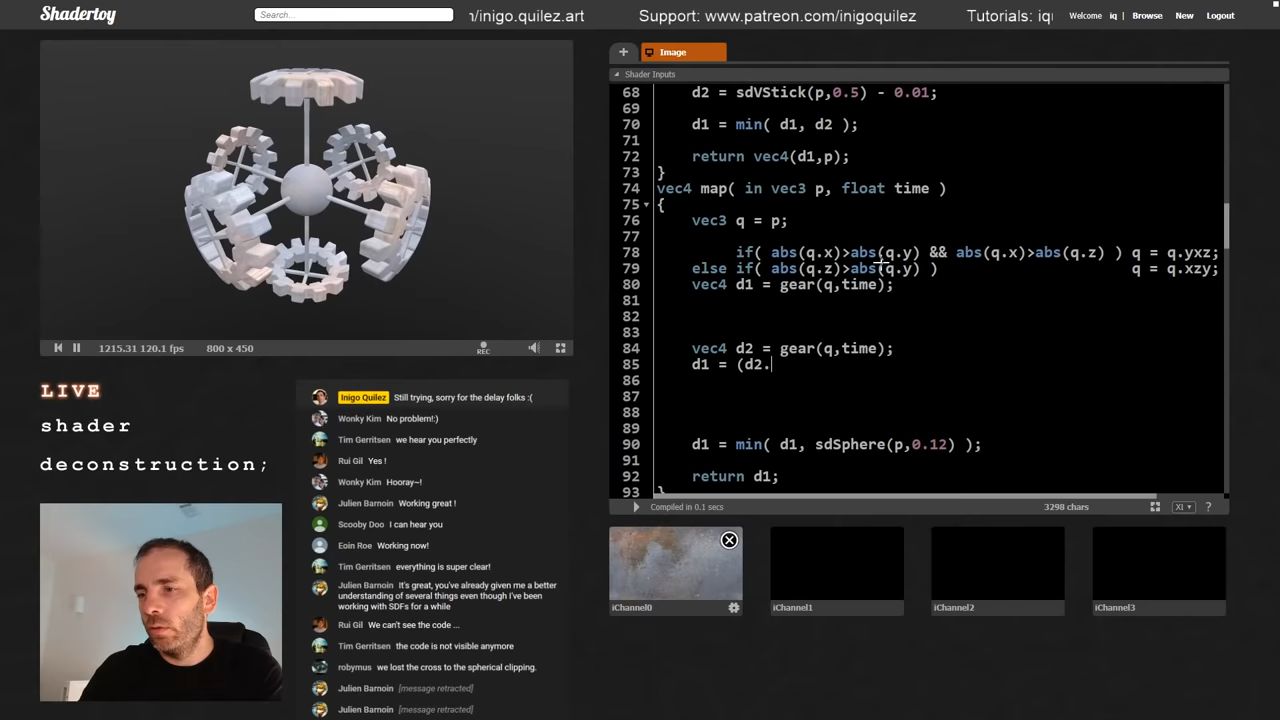 Shadertoy
Search...
n/inigo.quilez.art
Support: www.patreon.com/inigoquilez
Tutorials: iq
Welcome iq | Browse New Logout
+ Image
Shader Inputs
68 d2 = sdVStick(p,0.5) - 0.01;
69
70 d1 = min( d1, d2 );
71
72 return vec4(d1,p);
73 }
74 vec4 map( in vec3 p, float time )
75 {
76 vec3 q = p;
77
78 if( abs(q.x)>abs(q.y) && abs(q.x)>abs(q.z) ) q = q.yxz;
79 else if( abs(q.z)>abs(q.y) ) q = q.xzy;
80 vec4 d1 = gear(q,time);
81
82
83
84 vec4 d2 = gear(q,time);
85 d1 = (d2.
86
87
88
89
90 d1 = min( d1, sdSphere(p,0.12) );
91
92 return d1;
93 }
1215.31 120.1 fps 800 x 450
REC
Compiled in 0.1 secs
3298 chars
XI ?
LIVE
shader
deconstruction;
Inigo Quilez Still trying, sorry for the delay folks :(
Wonky Kim No problem!:)
Tim Gerritsen we hear you perfectly
Rui Gil Yes !
Wonky Kim Hooray~!
Julien Barnoin Working great !
Scooby Doo I can hear you
Eoin Roe Working now!
Tim Gerritsen everything is super clear!
Julien Barnoin It's great, you've already given me a better
understanding of several things even though I've been
working with SDFs for a while
Rui Gil We can't see the code ...
Tim Gerritsen the code is not visible anymore
robymus we lost the cross to the spherical clipping.
Julien Barnoin [message retracted]
Julien Barnoin [message retracted]
iChannel0
iChannel1
iChannel2
iChannel3